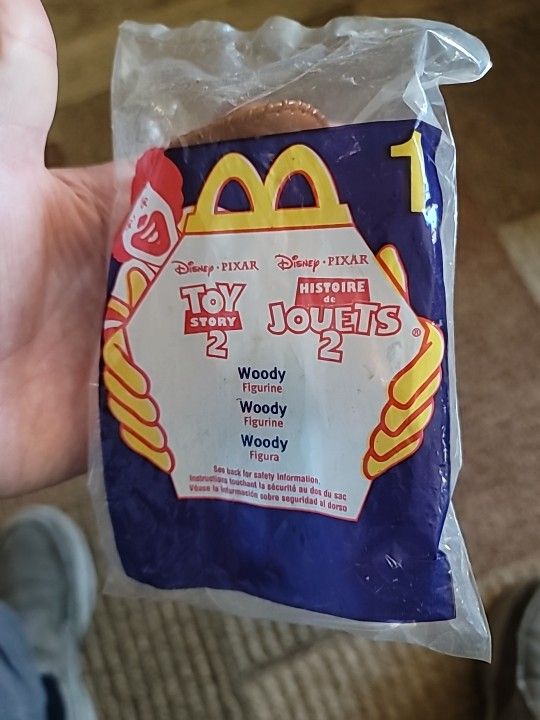 1
Disney • PIXAR
TOY
STORY
2
Disney • PIXAR
HISTOIRE
de
JOUETS
2
®
Woody
Figurine
Woody
Figurine
Woody
Figura
See back for safety information.
Instructions touchant la sécurité au dos du sac
Véase la información sobre seguridad al dorso